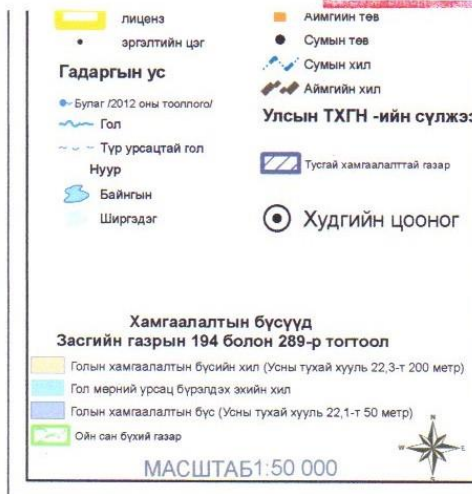 лиценз
эргэлтийн цэг
Гадаргын ус
Булаг /2012 оны тооллого/
Гол
Түр урсацтай гол
Нуур
Байнгын
Ширгэдэг
Аймгийн төв
Сумын төв
Сумын хил
Аймгийн хил
Улсын ТХГН -ийн сүлжээ
Тусгай хамгаалалттай газар
Худгийн цооног
Хамгаалалтын бүсүүд
Засгийн газрын 194 болон 289-р тогтоол
Голын хамгаалалтын бүсийн хил (Усны тухай хууль 22,3-т 200 метр)
Гол мөрний урсац бүрэлдэх эхийн хил
Голын хамгаалалтын бүс (Усны тухай хууль 22,1-т 50 метр)
Ойн сан бүхий газар
N
W
E
S
МАСШТАБ1:50 000